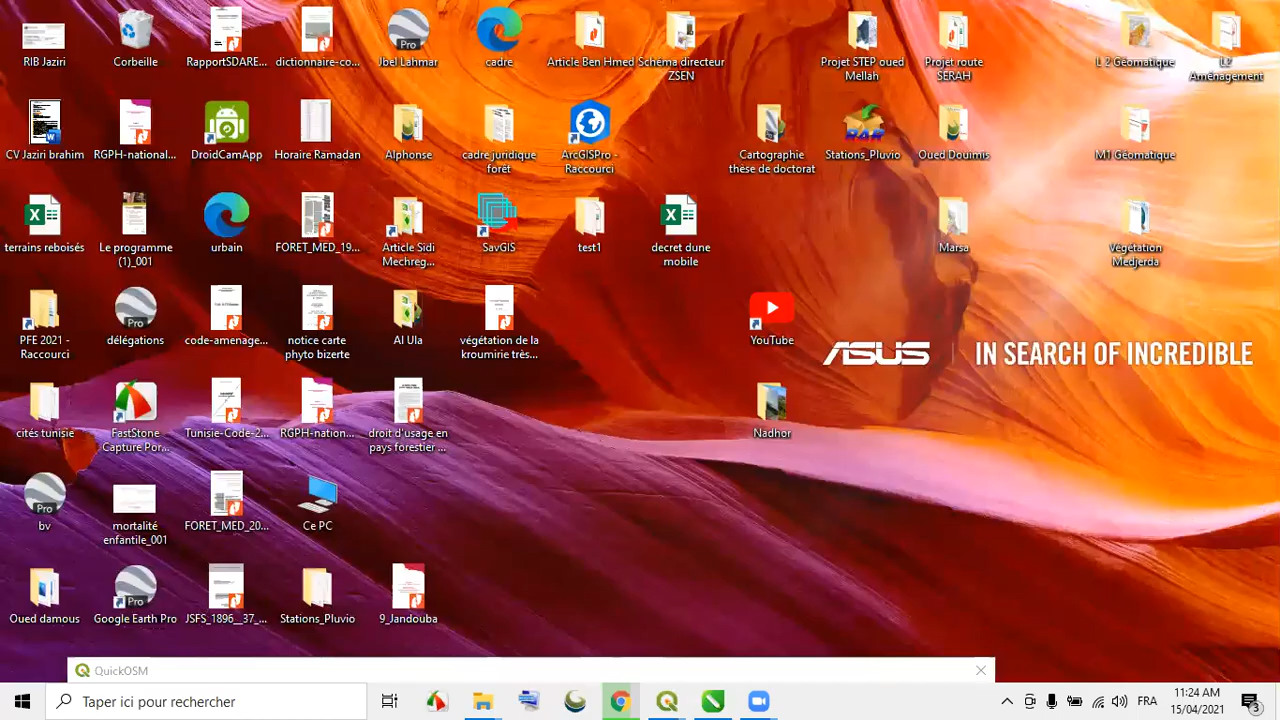 RIB Jaziri
Corbeille
RapportSDARE...
dictionnaire-co...
Pro
Jbel Lahmar
cadre
Article Ben Hmed
Schéma directeur
ZSEN
Projet STEP oued
Mellah
Projet route
SERAH
L 2 Géomatique
L2
Aménagement
CV Jaziri brahim
RGPH-national...
DroidCamApp
Horaire Ramadan
Alphonse
cadre juridique
forêt
ArcGISPro -
Raccourci
Cartographie
thèse de doctorat
RAR
Stations_Pluvio
Oued Douimis
M1 Géomatique
terrains reboisés
Le programme
(1)_001
urbain
FORET_MED_19...
Article Sidi
Mechreg...
SavGIS
test1
decret dune
mobile
Marsa
Végétation
Medjerda
PFE 2021 -
Raccourci
Pro
délégations
code-amenage...
notice carte
phyto bizerte
Al Ula
végétation de la
kroumirie très...
YouTube
ASUS
IN SEARCH OF INCREDIBLE
cités tunisie
FastStone
Capture Por...
Tunisie-Code-2...
RGPH-nation...
droit d'usage en
pays forestier ...
Nadhor
Pro
bv
mortalité
enfantile_001
FORET_MED_20...
Ce PC
Oued damous
Pro
Google Earth Pro
JSFS_1896__37_...
Stations_Pluvio
9_Jandouba
QuickOSM
Taper ici pour rechercher
FRA
11:24 AM
15/04/2021
3